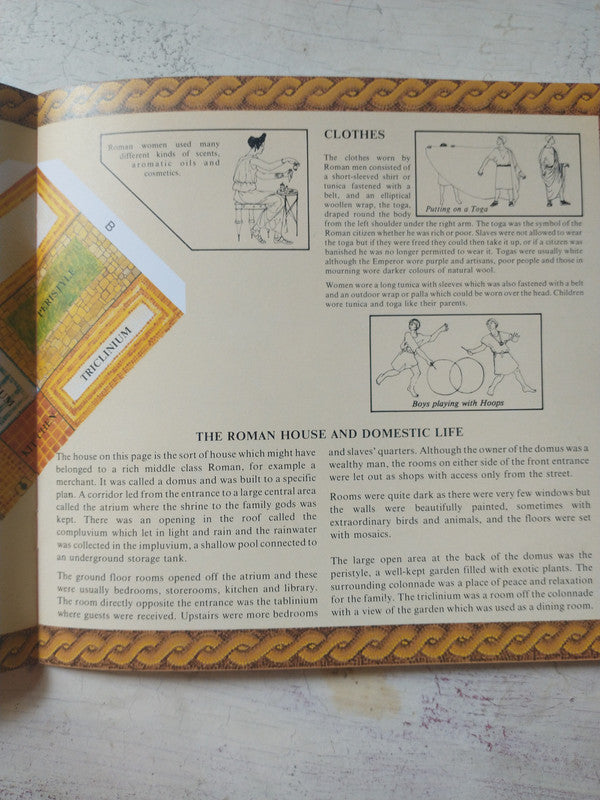 B
PERISTYL
TRICLINIUM
UM
KITCHEN
Roman women used many
different kinds of scents,
aromatic oils and
cosmetics.
CLOTHES
The clothes worn by
Roman men consisted of
a short-sleeved shirt or
tunica fastened with a
belt, and an elliptical
woollen wrap, the toga,
draped round the body
Putting on a Toga
from the left shoulder under the right arm. The toga was the symbol of the
Roman citizen whether he was rich or poor. Slaves were not allowed to wear
the toga but if they were freed they could then take it up, or if a citizen was
banished he was no longer permitted to wear it. Togas were usually white
although the Emperor wore purple and artisans, poor people and those in
mourning wore darker colours of natural wool.
Women wore a long tunica with sleeves which was also fastened with a belt
and an outdoor wrap or palla which could be worn over the head. Children
wore tunica and toga like their parents.
Boys playing with Hoops
THE ROMAN HOUSE AND DOMESTIC LIFE
The house on this page is the sort of house which might have
belonged to a rich middle class Roman, for example a
merchant. It was called a domus and was built to a specific
plan. A corridor led from the entrance to a large central area
called the atrium where the shrine to the family gods was
kept. There was an opening in the roof called the
compluvium which let in light and rain and the rainwater
was collected in the impluvium, a shallow pool connected to
an underground storage tank.
The ground floor rooms opened off the atrium and these
were usually bedrooms, storerooms, kitchen and library.
The room directly opposite the entrance was the tablinium
where guests were received. Upstairs were more bedrooms
and slaves' quarters. Although the owner of the domus was a
wealthy man, the rooms on either side of the front entrance
were let out as shops with access only from the street.
Rooms were quite dark as there were very few windows but
the walls were beautifully painted, sometimes with
extraordinary birds and animals, and the floors were set
with mosaics.
The large open area at the back of the domus was the
peristyle, a well-kept garden filled with exotic plants. The
surrounding colonnade was a place of peace and relaxation
for the family. The triclinium was a room off the colonnade
with a view of the garden which was used as a dining room.